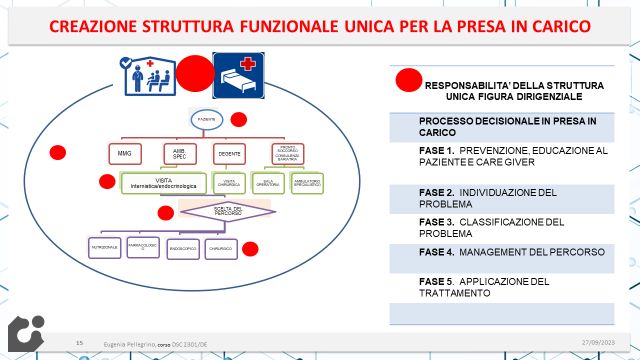 CREAZIONE STRUTTURA FUNZIONALE UNICA PER LA PRESA IN CARICO
PAZIENTE
MMG
AMB.
SPEC
DEGENTE
PRONTO
SOCCORSO
CONSULENZE
BARIATRIA
VISITA
Internistica/endocrinologica
VISITA
CHIRURGICA
SALA
OPERATORIA
AMBULATORIO
SPECIALISTICO
SCELTA DEL
PERCORSO
NUTRIZIONALE
FARMACOLOGIC
O
ENDOSCOPICO
CHIRURGICO
RESPONSABILITA' DELLA STRUTTURA
UNICA FIGURA DIRIGENZIALE
PROCESSO DECISIONALE IN PRESA IN
CARICO
FASE 1. PREVENZIONE, EDUCAZIONE AL
PAZIENTE E CARE GIVER
FASE 2. INDIVIDUAZIONE DEL
PROBLEMA
FASE 3. CLASSIFICAZIONE DEL
PROBLEMA
FASE 4. MANAGEMENT DEL PERCORSO
FASE 5. APPLICAZIONE DEL
TRATTAMENTO
15
Eugenia Pellegrino, corso DSC 2301/DE
27/09/2023